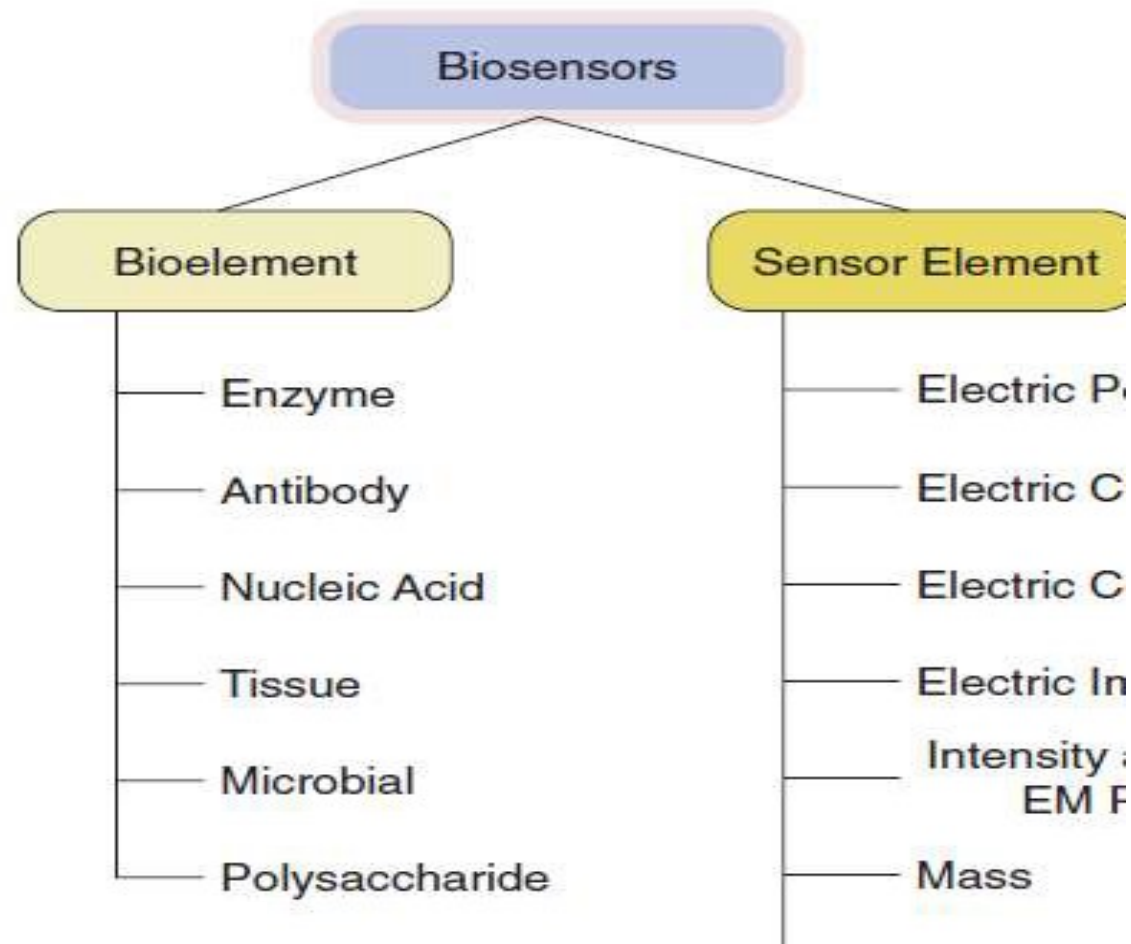 Biosensors
Bioelement
Sensor Element
Enzyme
Antibody
Nucleic Acid
Tissue
Microbial
Polysaccharide
Electric
Electric
Electric
Electric
Intensity
EM
Mass